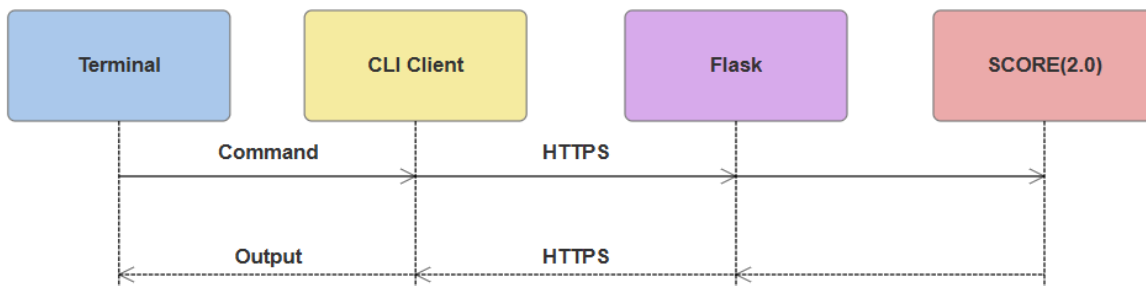 Terminal
CLI Client
Flask
SCORE(2.0)
Command
HTTPS
Output
HTTPS